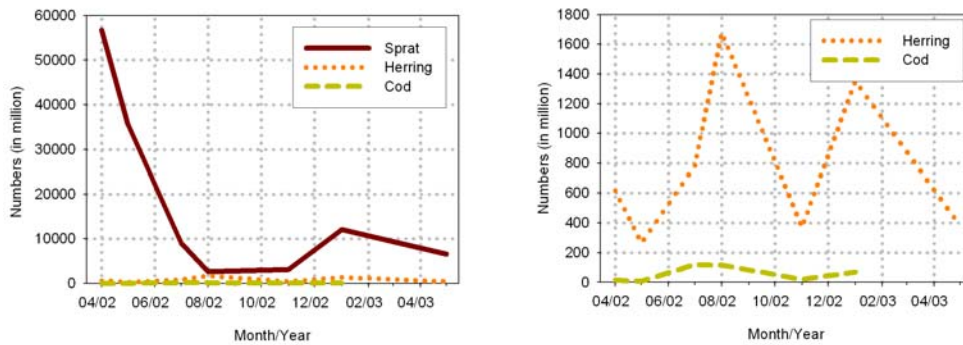 60000
50000
40000
30000
20000
10000
0
Numbers (in million)
Sprat
Herring
Cod
04/02 06/02 08/02 10/02 12/02 02/03 04/03
Month/Year
1800
1600
1400
1200
1000
800
600
400
200
0
Numbers (in million)
Herring
Cod
04/02 06/02 08/02 10/02 12/02 02/03 04/03
Month/Year